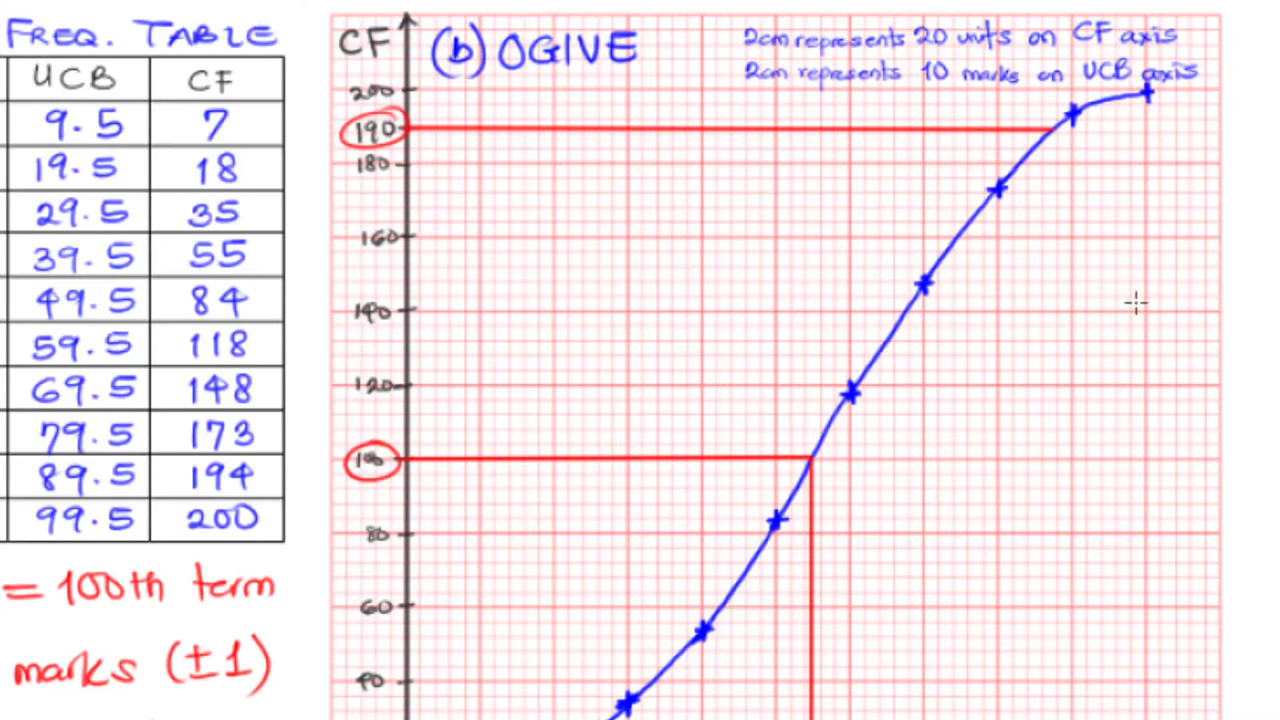 FREQ. TABLE
UCB CF
9.5 7
19.5 18
29.5 35
39.5 55
49.5 84
59.5 118
69.5 148
79.5 173
89.5 194
99.5 200
= 100th term
marks (±1)
CF
(b) OGIVE
2cm represents 20 units on CF axis
2cm represents 10 marks on UCB axis
200
190
180
160
140
120
100
80
60
40